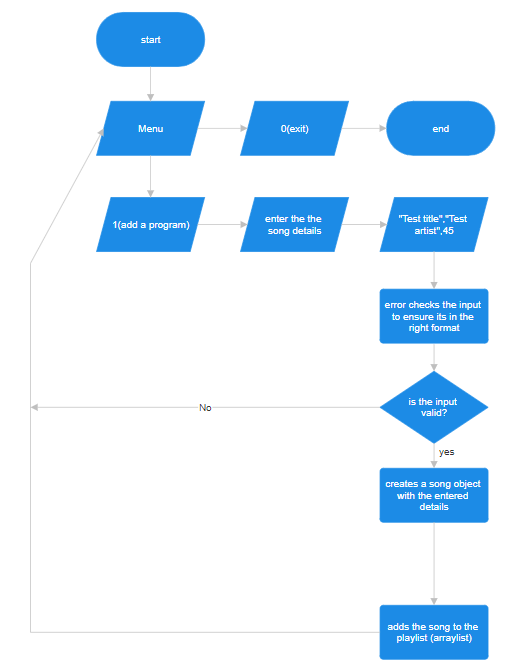 start
Menu
0(exit)
end
1(add a program)
enter the the
song details
"Test title","Test
artist",45
error checks the input
to ensure its in the
right format
is the input
valid?
No
yes
creates a song object
with the entered
details
adds the song to the
playlist (arraylist)